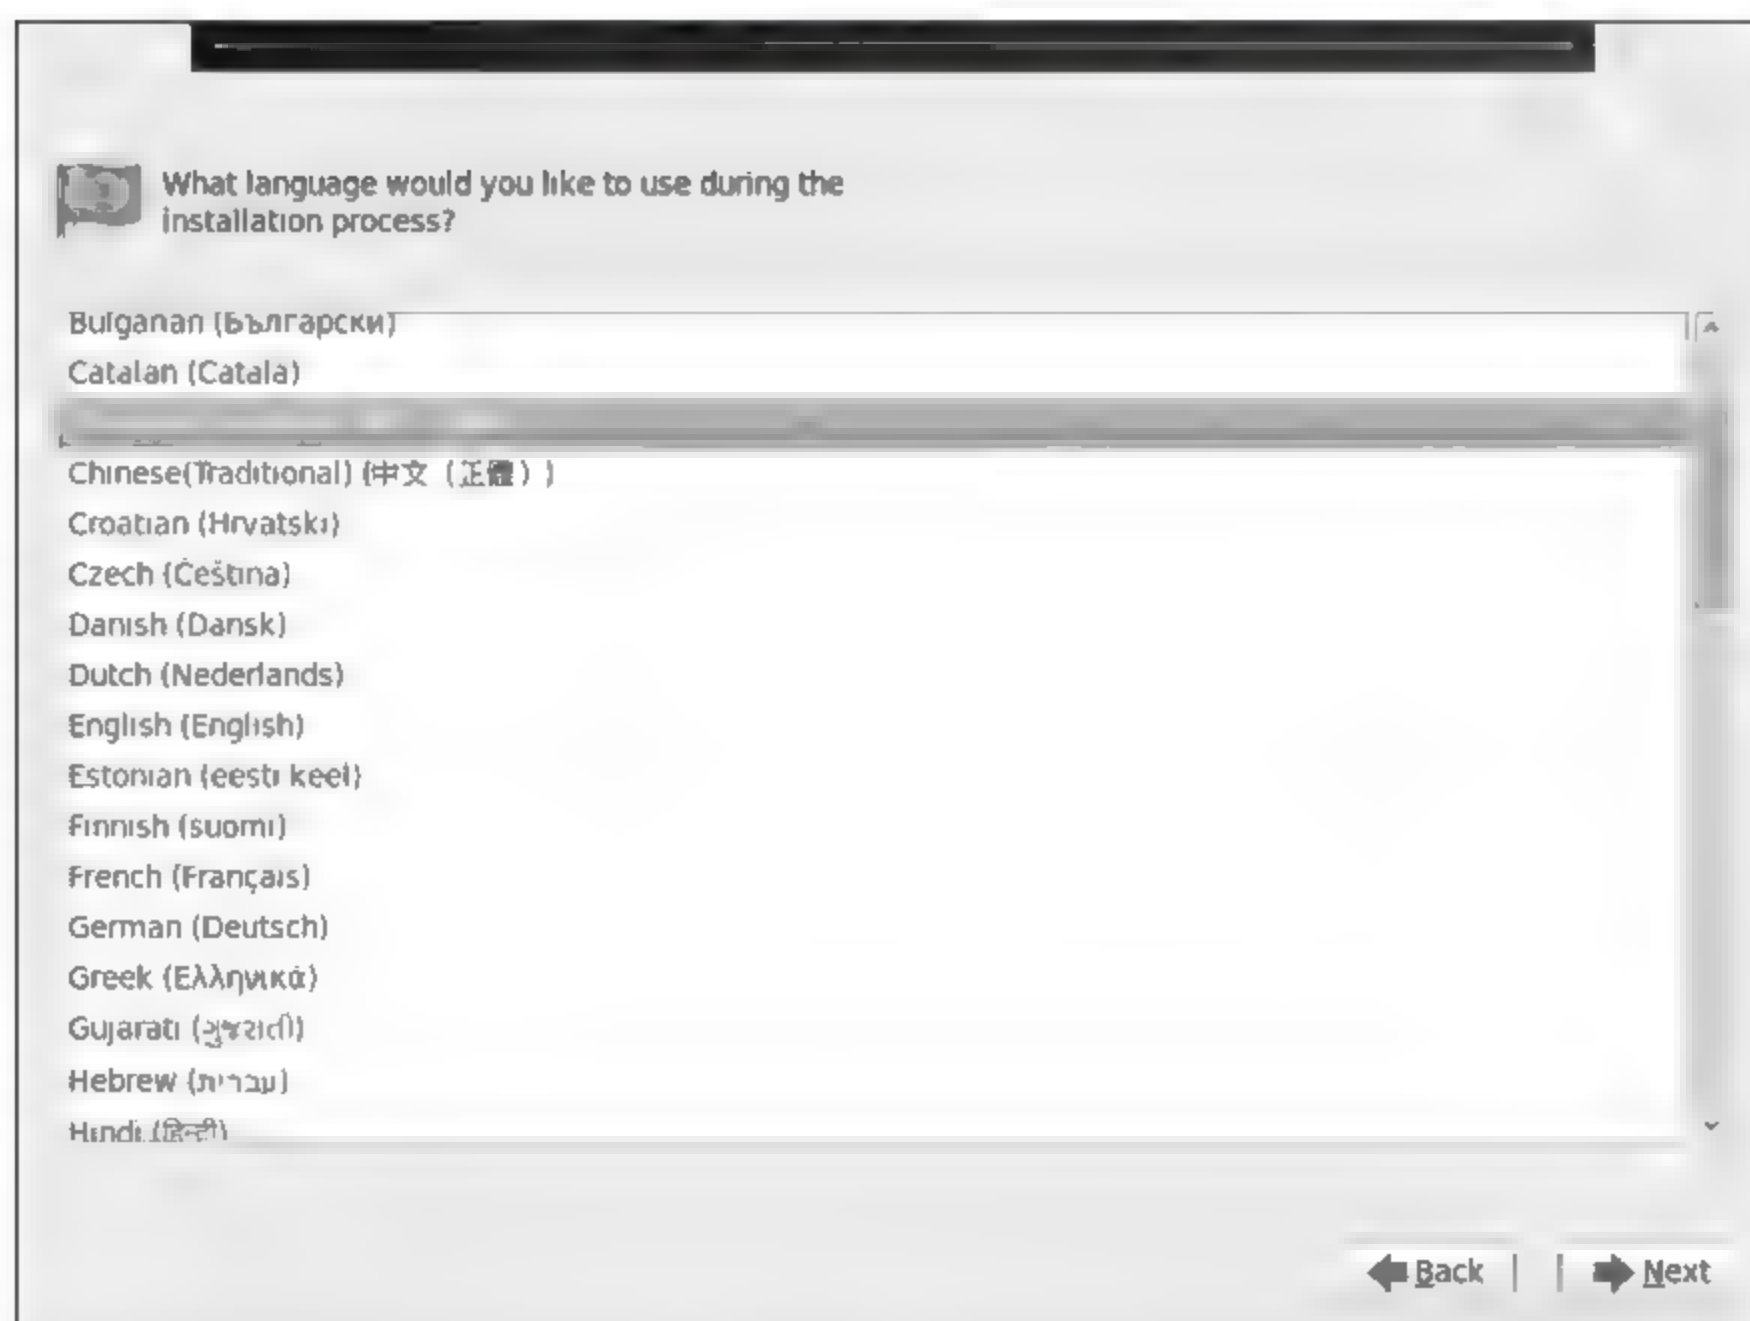 What language would you like to use during the
installation process?
Bulgarian (Български)
Catalan (Català)
Chinese(Traditional) (中文（正體）)
Croatian (Hrvatski)
Czech (Čeština)
Danish (Dansk)
Dutch (Nederlands)
English (English)
Estonian (eesti keel)
Finnish (suomi)
French (Français)
German (Deutsch)
Greek (Ελληνικά)
Gujarati (ગુજરાતી)
Hebrew (עברית)
Hindi (हिन्दी)
Back
Next